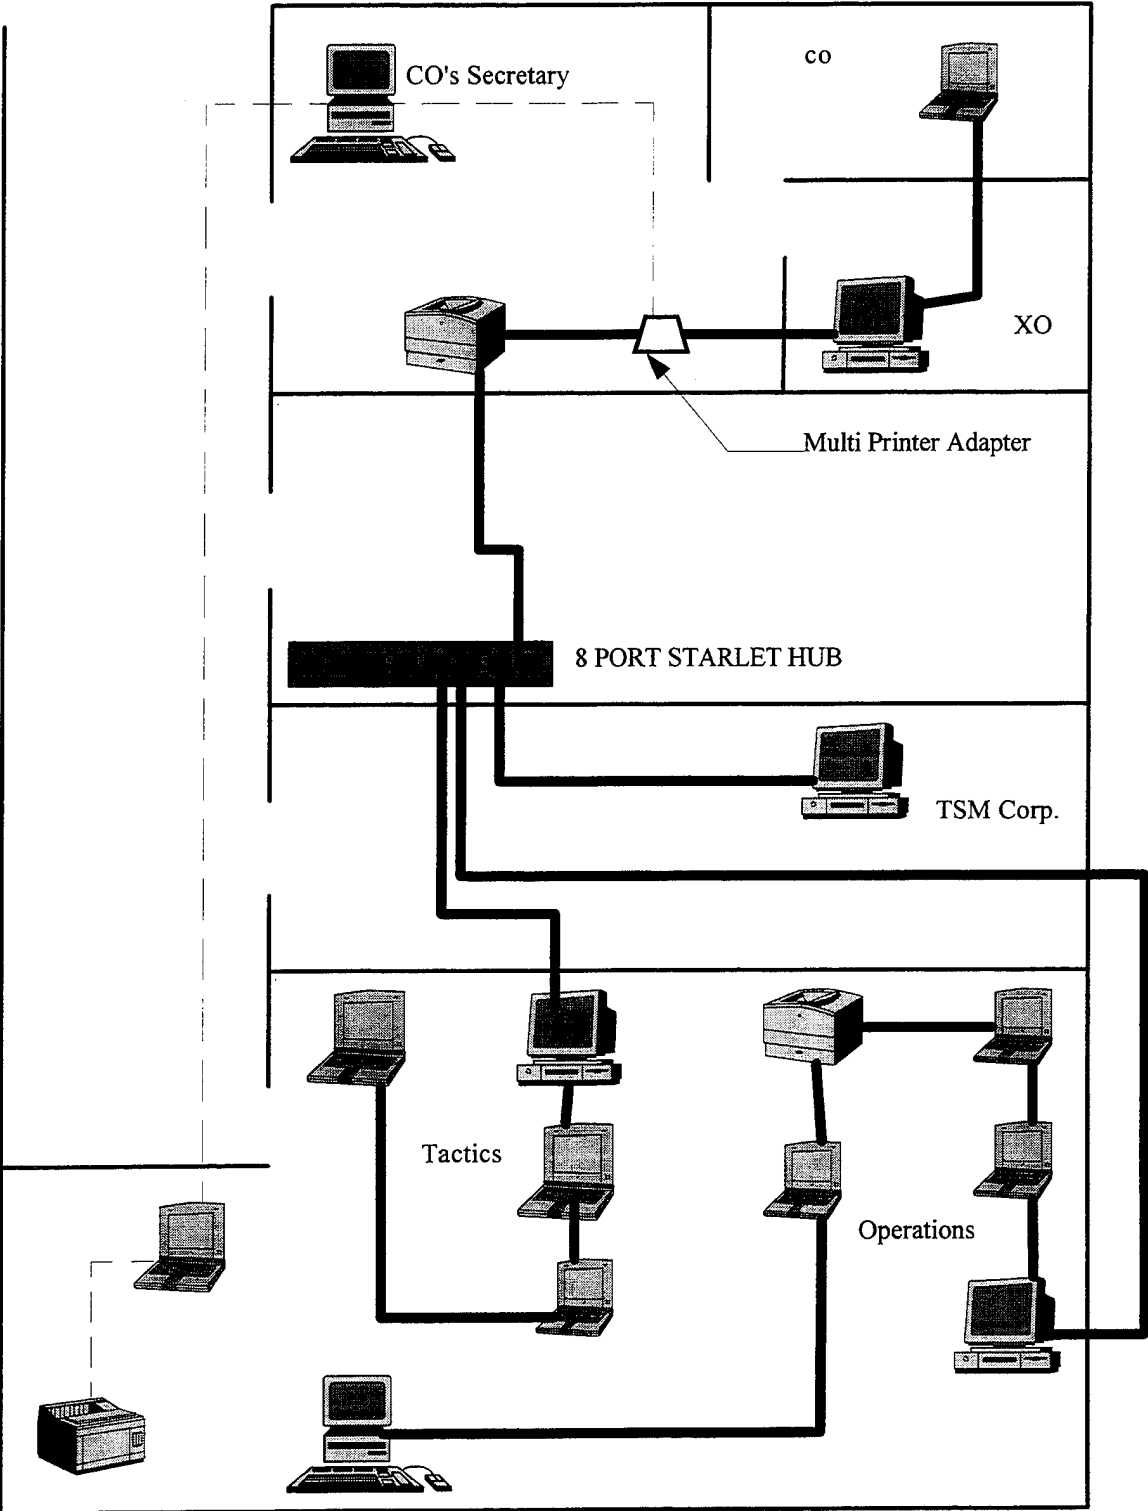 CO's Secretary
co
XO
Multi Printer Adapter
8 PORT STARLET HUB
TSM Corp.
Tactics
Operations